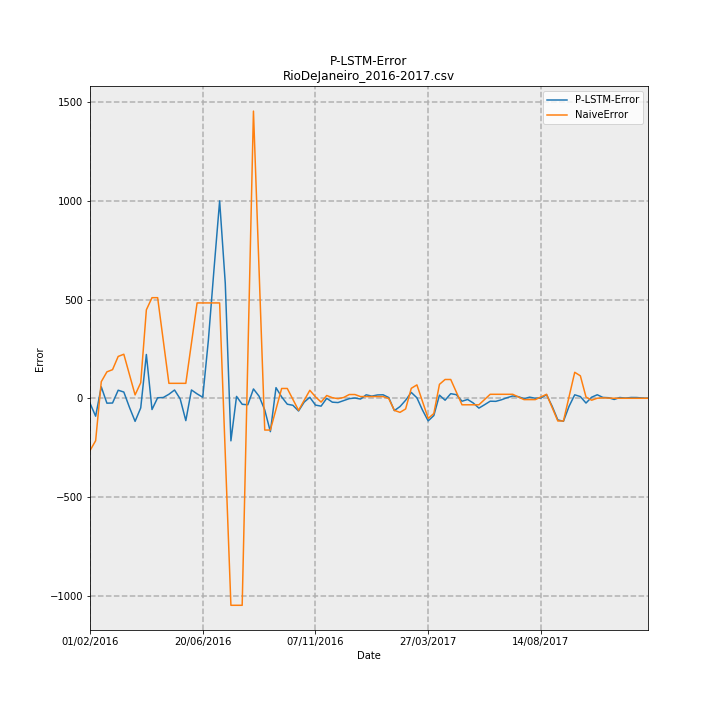 P-LSTM-Error
RioDeJaneiro_2016-2017.csv
P-LSTM-Error
NaiveError
1500
1000
500
0
−500
−1000
Error
01/02/2016 20/06/2016 07/11/2016 27/03/2017 14/08/2017
Date